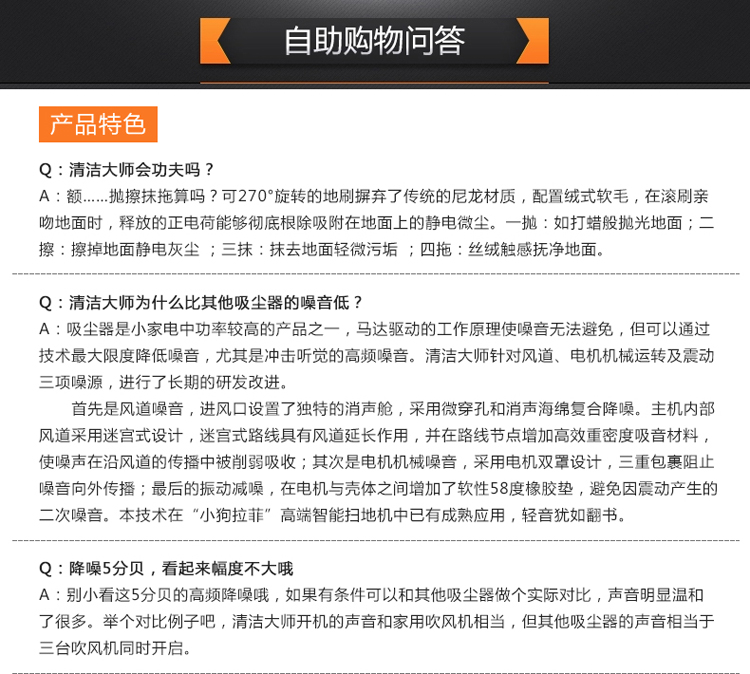 自助购物问答
产品特色
Q：清洁大师会功夫吗？
A：额……抛擦抹拖算吗？可270°旋转的地刷摒弃了传统的尼龙材质，配置绒式软毛，在滚刷亲
吻地面时，释放的正电荷能够彻底根除吸附在地面上的静电微尘。一抛：如打蜡般抛光地面；二
擦：擦掉地面静电灰尘 ；三抹：抹去地面轻微污垢 ；四拖：丝绒触感抚净地面。
Q：清洁大师为什么比其他吸尘器的噪音低？
A：吸尘器是小家电中功率较高的产品之一，马达驱动的工作原理使噪音无法避免，但可以通过
技术最大限度降低噪音，尤其是冲击听觉的高频噪音。清洁大师针对风道、电机机械运转及震动
三项噪源，进行了长期的研发改进。
首先是风道噪音，进风口设置了独特的消声舱，采用微穿孔和消声海绵复合降噪。主机内部
风道采用迷宫式设计，迷宫式路线具有风道延长作用，并在路线节点增加高效重密度吸音材料，
使噪声在沿风道的传播中被削弱吸收；其次是电机机械噪音，采用电机双罩设计，三重包裹阻止
噪音向外传播；最后的振动减噪，在电机与壳体之间增加了软性58度橡胶垫，避免因震动产生的
二次噪音。本技术在“小狗拉菲”高端智能扫地机中已有成熟应用，轻音犹如翻书。
Q：降噪5分贝，看起来幅度不大哦
A：别小看这5分贝的高频降噪哦，如果有条件可以和其他吸尘器做个实际对比，声音明显温和
了很多。举个对比例子吧，清洁大师开机的声音和家用吹风机相当，但其他吸尘器的声音相当于
三台吹风机同时开启。